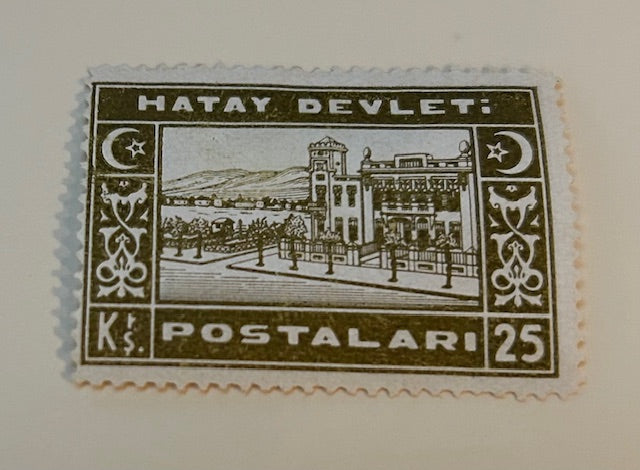 HATAY DEVLETİ
Krş. POSTALARI 25